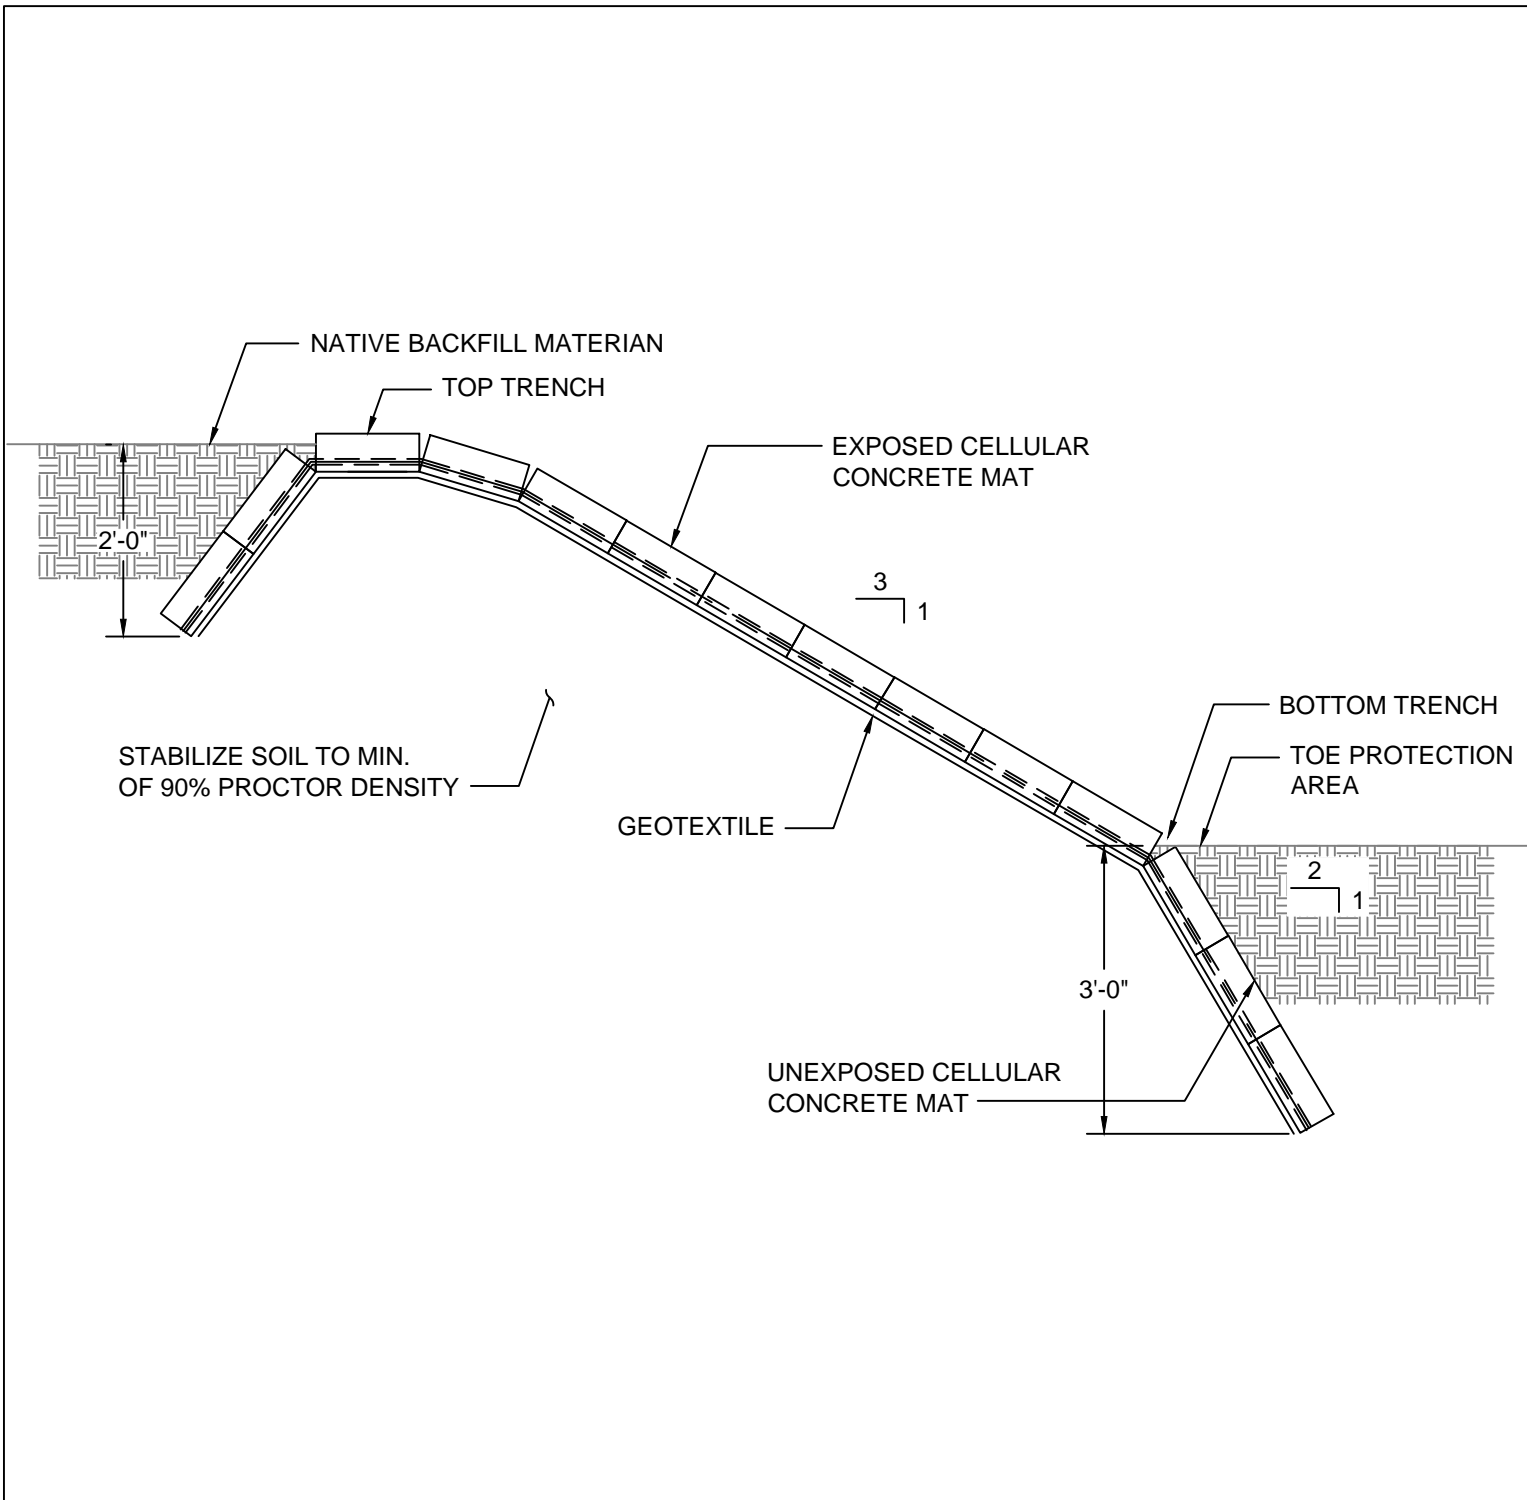 NATIVE BACKFILL MATERIAN
TOP TRENCH
EXPOSED CELLULAR
CONCRETE MAT
2'-0"
3
1
STABILIZE SOIL TO MIN.
OF 90% PROCTOR DENSITY
GEOTEXTILE
BOTTOM TRENCH
TOE PROTECTION
AREA
2
1
3'-0"
UNEXPOSED CELLULAR
CONCRETE MAT